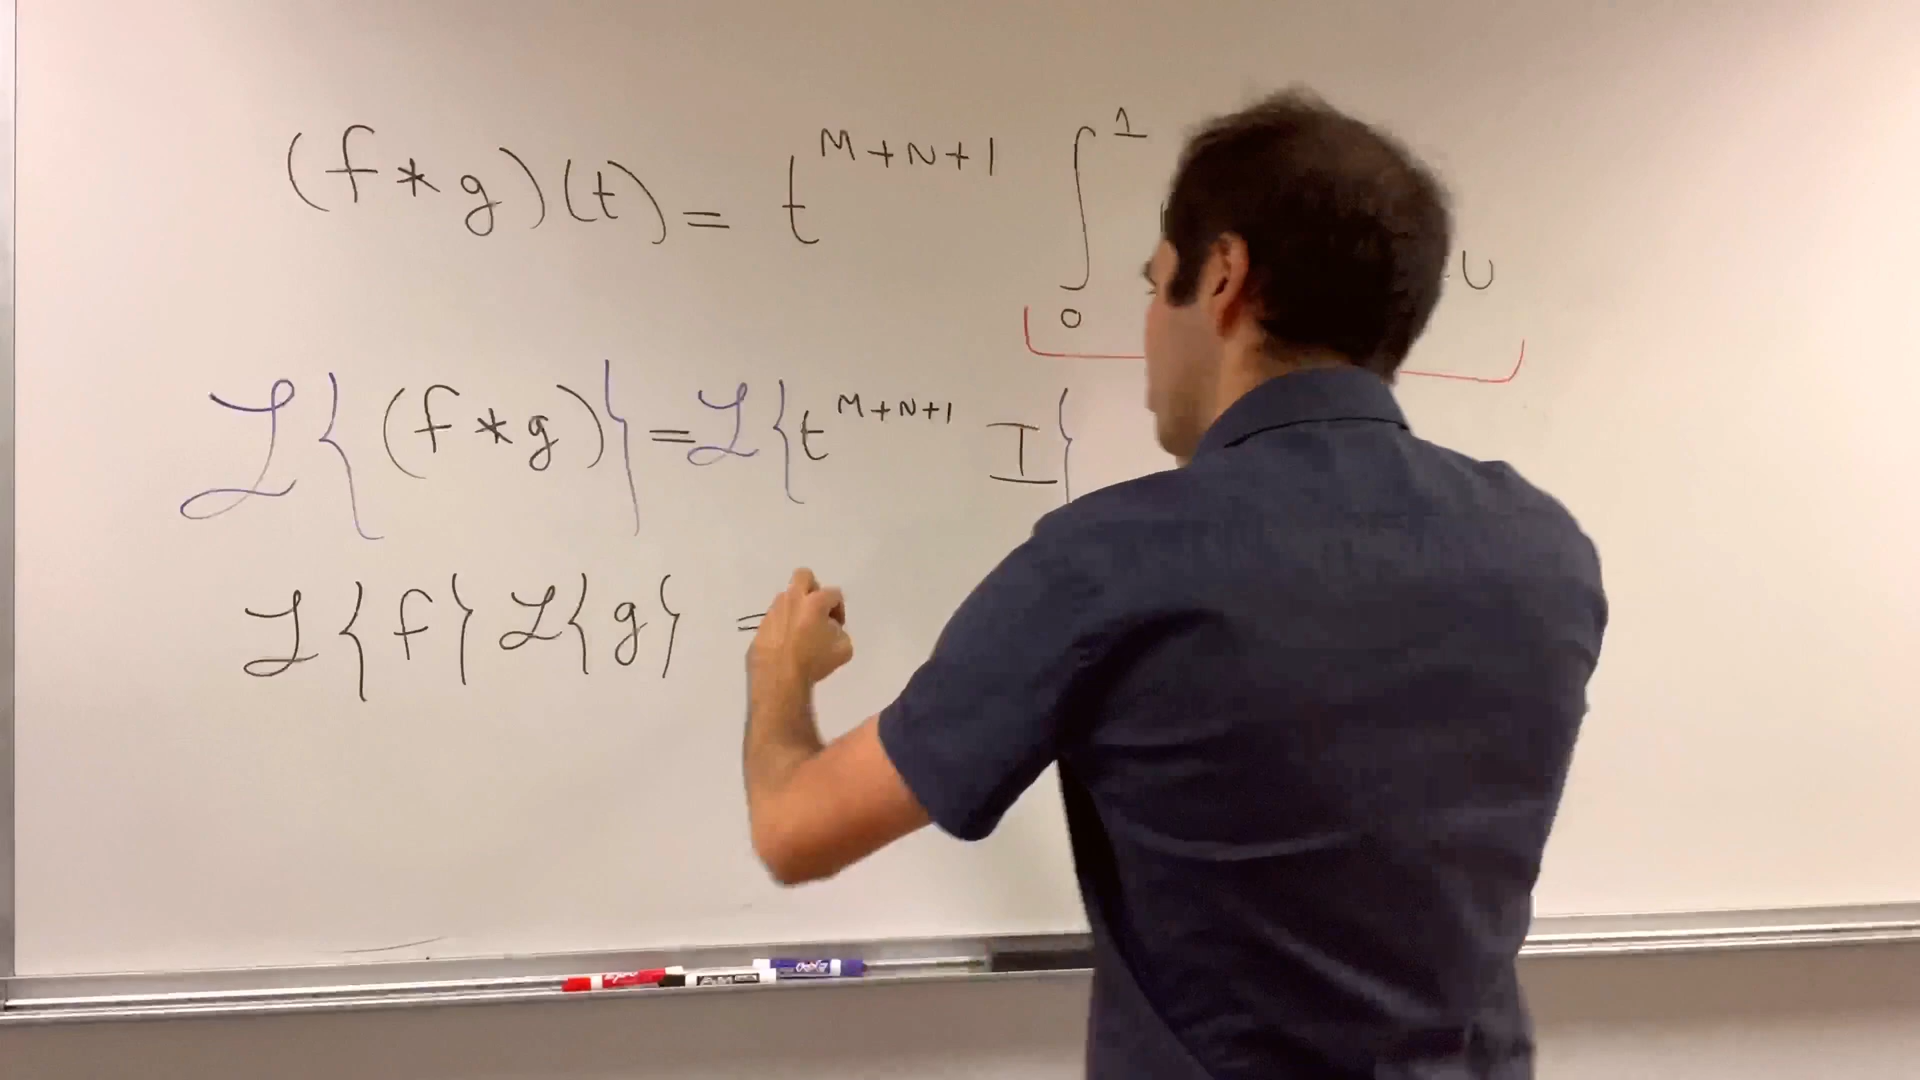 (f * g)(t) = t^{M+N+1} ∫_0^1 U
ℒ{(f * g)} = ℒ{t^{M+N+1} I}
ℒ{f} ℒ{g} =